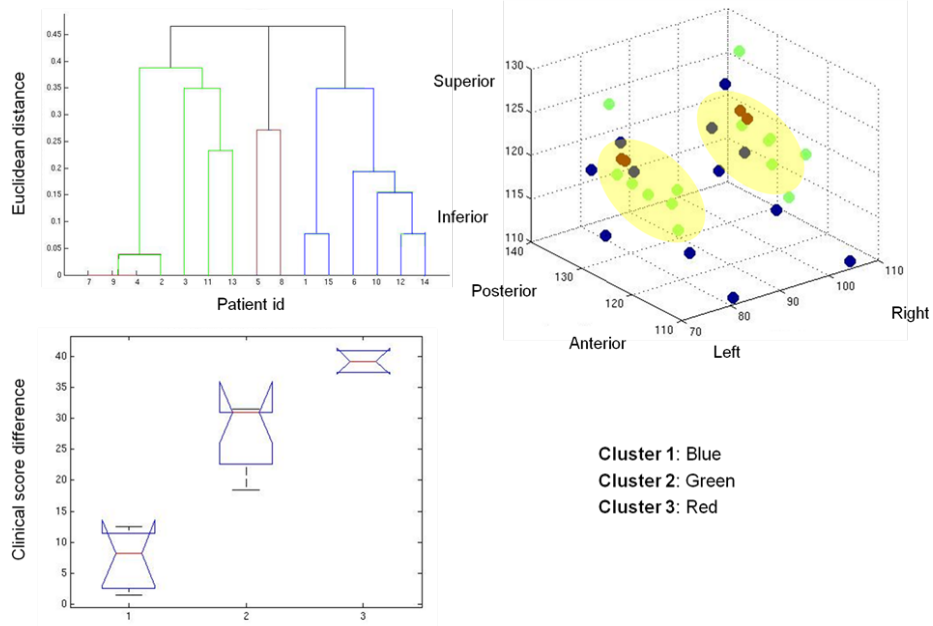 0.45
0.4
0.35
0.3
0.25
0.2
0.15
0.1
0.05
0
Euclidean distance
7 9 4 2 3 11 13 5 8 1 15 6 10 12 14
Patient id
Superior
Inferior
130
125
120
115
110
140
130
120
110
70
80
90
100
110
Posterior
Anterior
Left
Right
40
35
30
25
20
15
10
5
0
Clinical score difference
1 2 3
Cluster 1: Blue
Cluster 2: Green
Cluster 3: Red